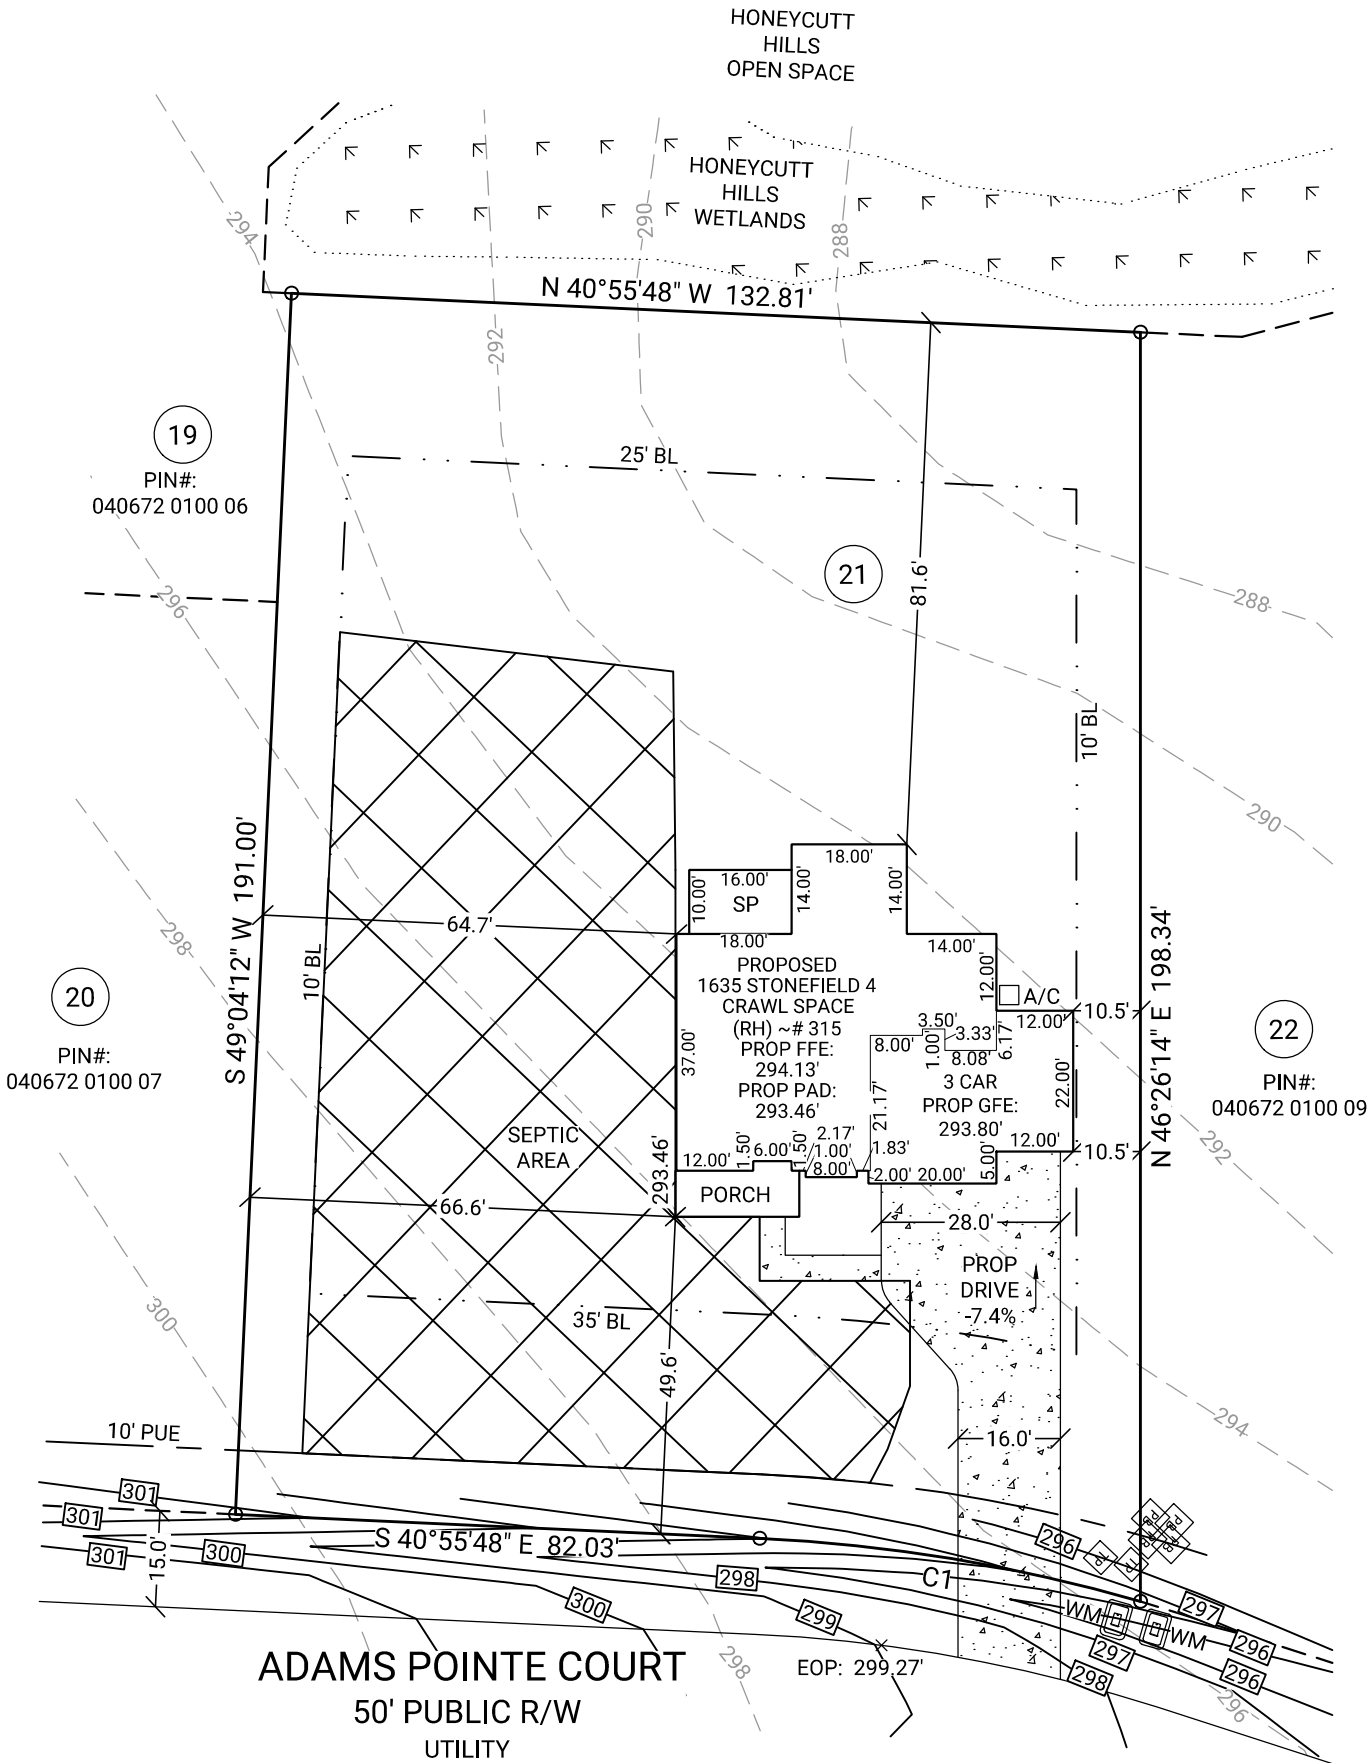 HONEYCUTT
HILLS
OPEN SPACE
HONEYCUTT
HILLS
WETLANDS
294
290
288
292
N 40°55'48" W 132.81'
19
PIN#:
040672 0100 06
25' BL
21
81.6'
296
288
10' BL
290
298
S 49°04'12" W 191.00'
64.7'
10' BL
18.00'
16.00'
10.00'
SP
14.00'
14.00'
18.00'
14.00'
12.00'
PROPOSED
1635 STONEFIELD 4
CRAWL SPACE
(RH) ~# 315
PROP FFE:
294.13'
PROP PAD:
293.46'
37.00'
A/C
12.00'
10.5'
3.50'
3.33'
8.00'
1.00'
8.08'
6.17'
3 CAR
PROP GFE:
293.80'
21.17'
22.00'
12.00'
10.5'
N 46°26'14" E 198.34'
20
PIN#:
040672 0100 07
22
PIN#:
040672 0100 09
292
SEPTIC
AREA
293.46'
12.00'
1.50'
6.00'
1.50'
2.17'
1.00'
8.00'
1.83'
2.00'
20.00'
5.00'
PORCH
66.6'
28.0'
PROP
DRIVE
-7.4%
300
35' BL
49.6'
294
16.0'
10' PUE
301
301
301
300
15.0'
S 40°55'48" E 82.03'
298
C1
296
PB
TP
TR
297
WM
WM
296
296
297
298
300
299
EOP: 299.27'
298
296
ADAMS POINTE COURT
50' PUBLIC R/W
UTILITY